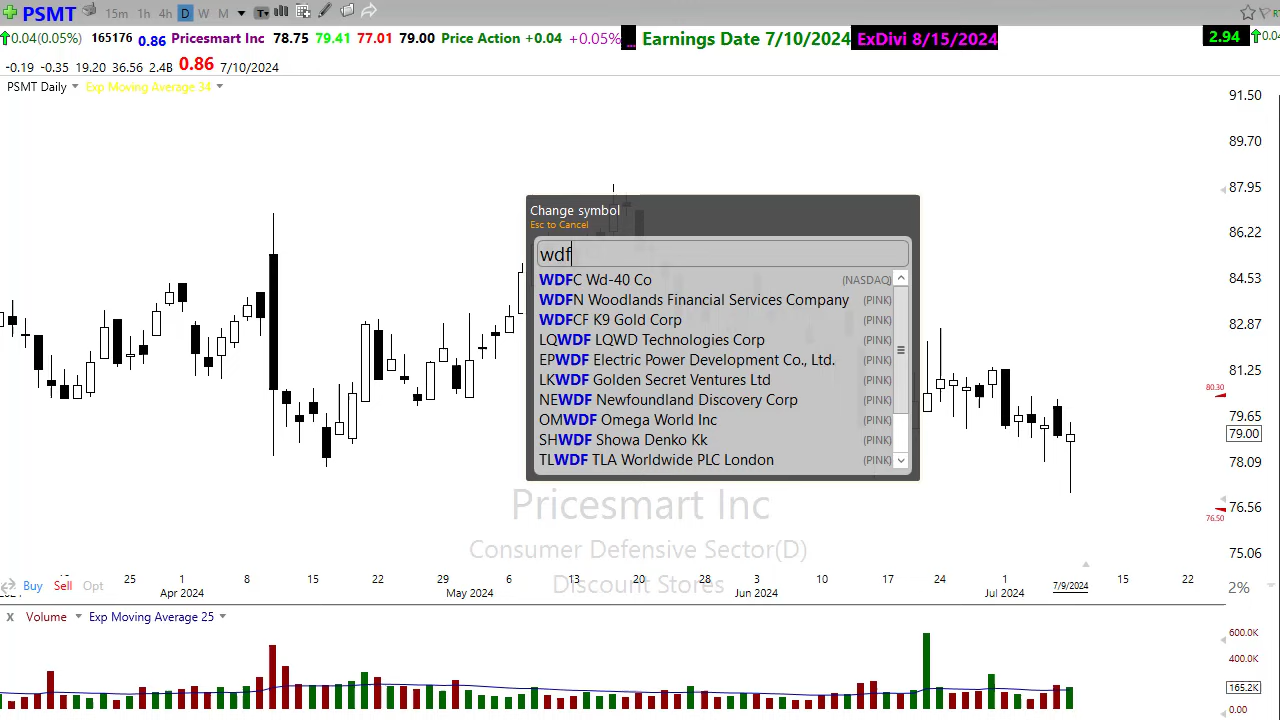 PSMT 15m 1h 4h D W M
0.04(0.05%) 165176 0.86 Pricesmart Inc 78.75 79.41 77.01 79.00 Price Action +0.04 +0.05% ... Earnings Date 7/10/2024 ExDivi 8/15/2024 2.94 0.04
-0.19 -0.35 19.20 36.56 2.4B 0.86 7/10/2024
PSMT Daily Exp Moving Average 34
91.50
89.70
87.95
86.22
84.53
82.87
81.25
80.30
79.65
79.00
78.09
76.56
76.50
75.06
Change symbol
Esc to Cancel
wdf
WDFC Wd-40 Co (NASDAQ)
WDFN Woodlands Financial Services Company (PINK)
WDFCF K9 Gold Corp (PINK)
LQWDF LQWD Technologies Corp (PINK)
EPWDF Electric Power Development Co., Ltd. (PINK)
LKWDF Golden Secret Ventures Ltd (PINK)
NEWDF Newfoundland Discovery Corp (PINK)
OMWDF Omega World Inc (PINK)
SHWDF Showa Denko Kk (PINK)
TLWDF TLA Worldwide PLC London (PINK)
Pricesmart Inc
Consumer Defensive Sector(D)
Discount Stores
Buy Sell Opt
25 1 8 15 22 29 6 13 20 28 3 10 17 24 1 7/9/2024 15 22 2%
Apr 2024 May 2024 Jun 2024 Jul 2024
X Volume Exp Moving Average 25
600.0K
400.0K
165.2K
0.00